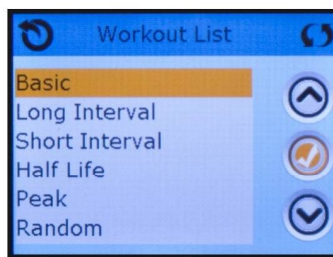 Workout List
Basic
Long Interval
Short Interval
Half Life
Peak
Random